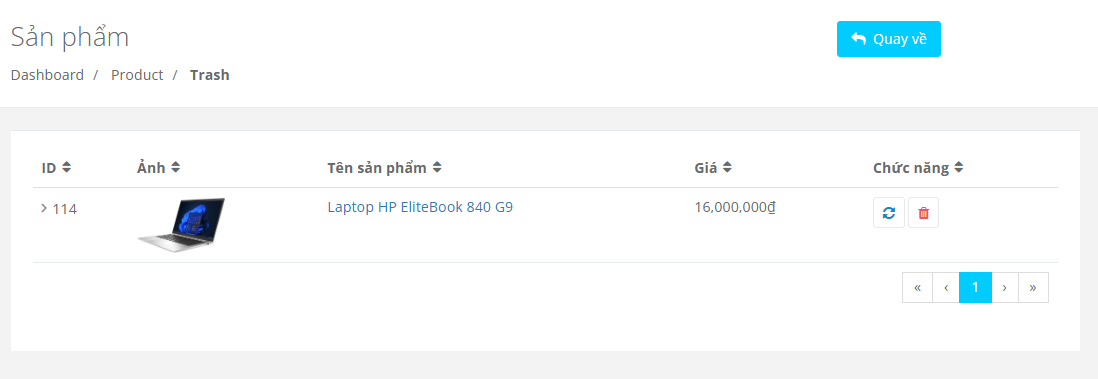 Sản phẩm
Quay về
Dashboard / Product / Trash
ID Ảnh Tên sản phẩm Giá Chức năng
114 Laptop HP EliteBook 840 G9 16,000,000₫
« ‹ 1 › »